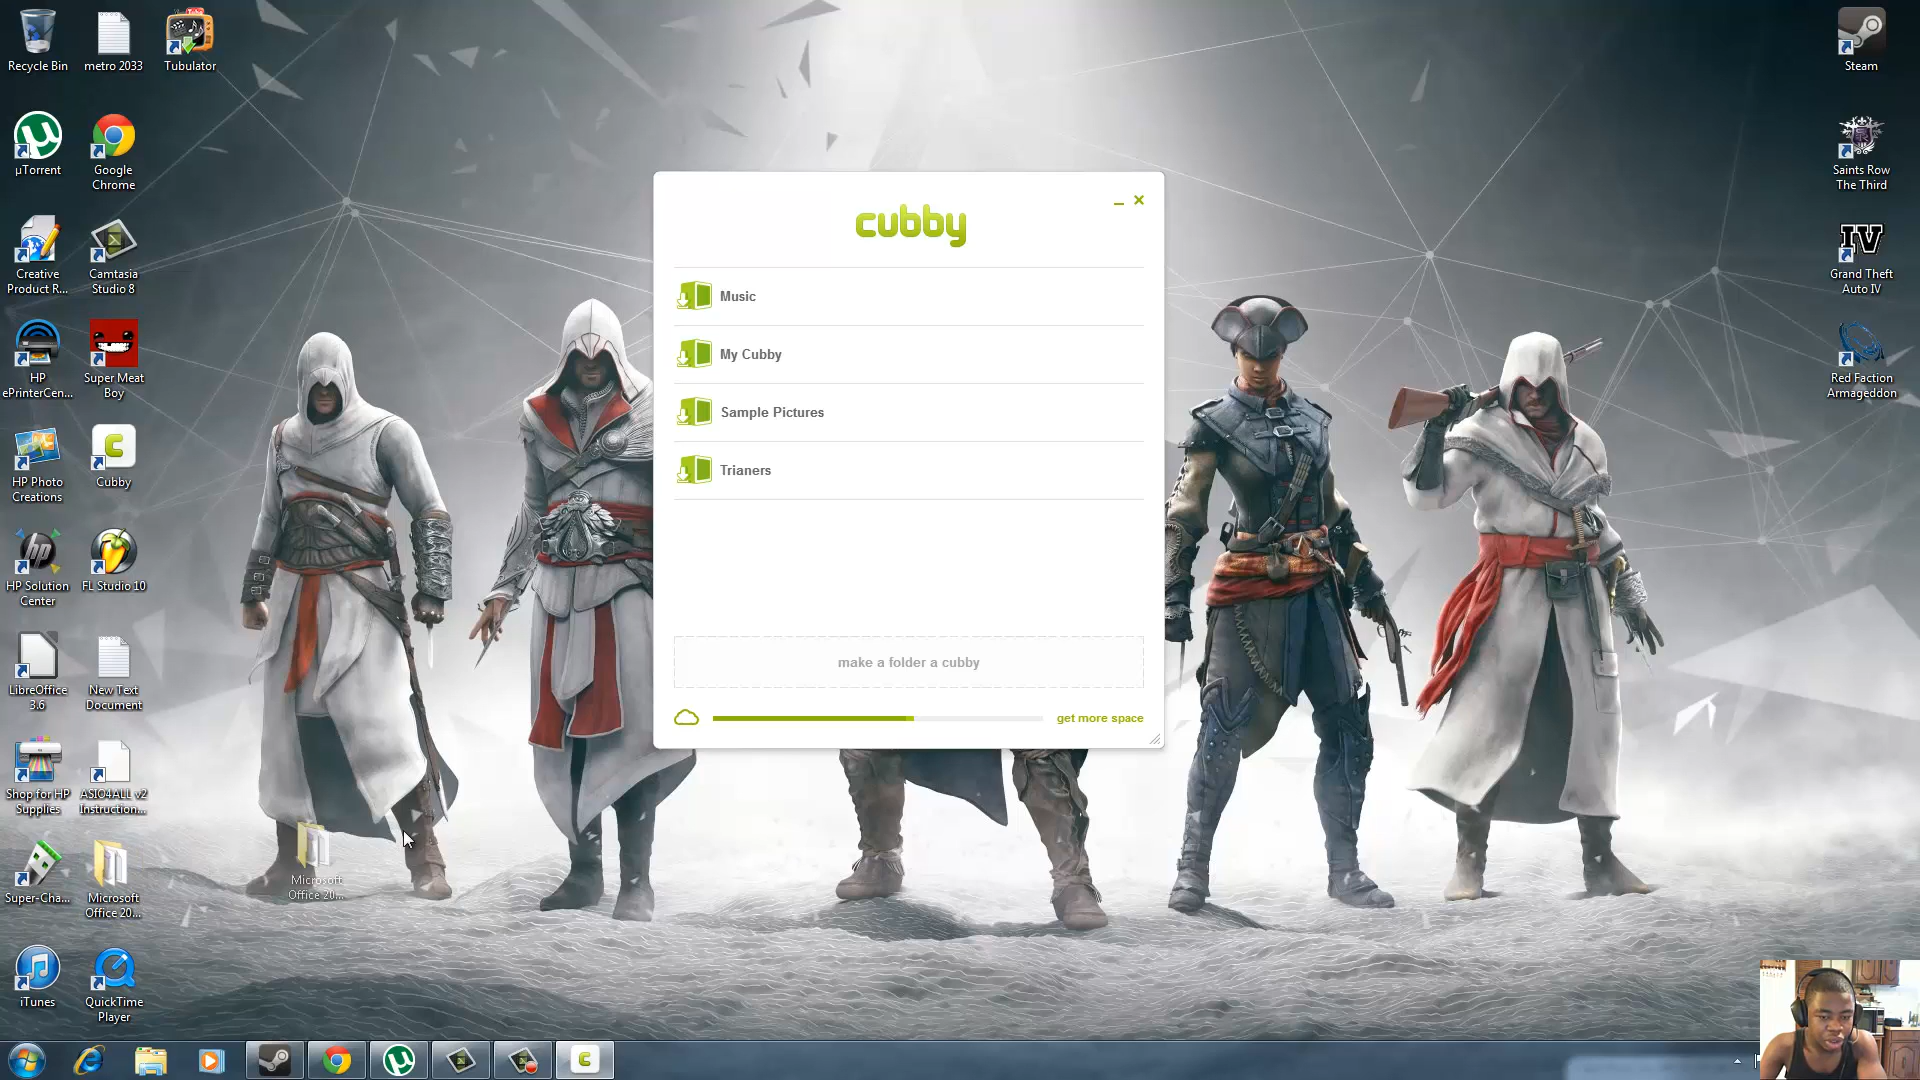 Recycle Bin
metro 2033
Tubulator
µTorrent
Google
Chrome
Creative
Product R...
Camtasia
Studio 8
HP
ePrinterCen...
Super Meat
Boy
HP Photo
Creations
Cubby
HP Solution
Center
FL Studio 10
LibreOffice
3.6
New Text
Document
Shop for HP
Supplies
ASIO4ALL v2
Instruction...
Super-Cha...
Microsoft
Office 20...
Microsoft
Office 20...
iTunes
QuickTime
Player
cubby
Music
My Cubby
Sample Pictures
Trianers
make a folder a cubby
get more space
Steam
Saints Row
The Third
IV
Grand Theft
Auto IV
Red Faction
Armageddon